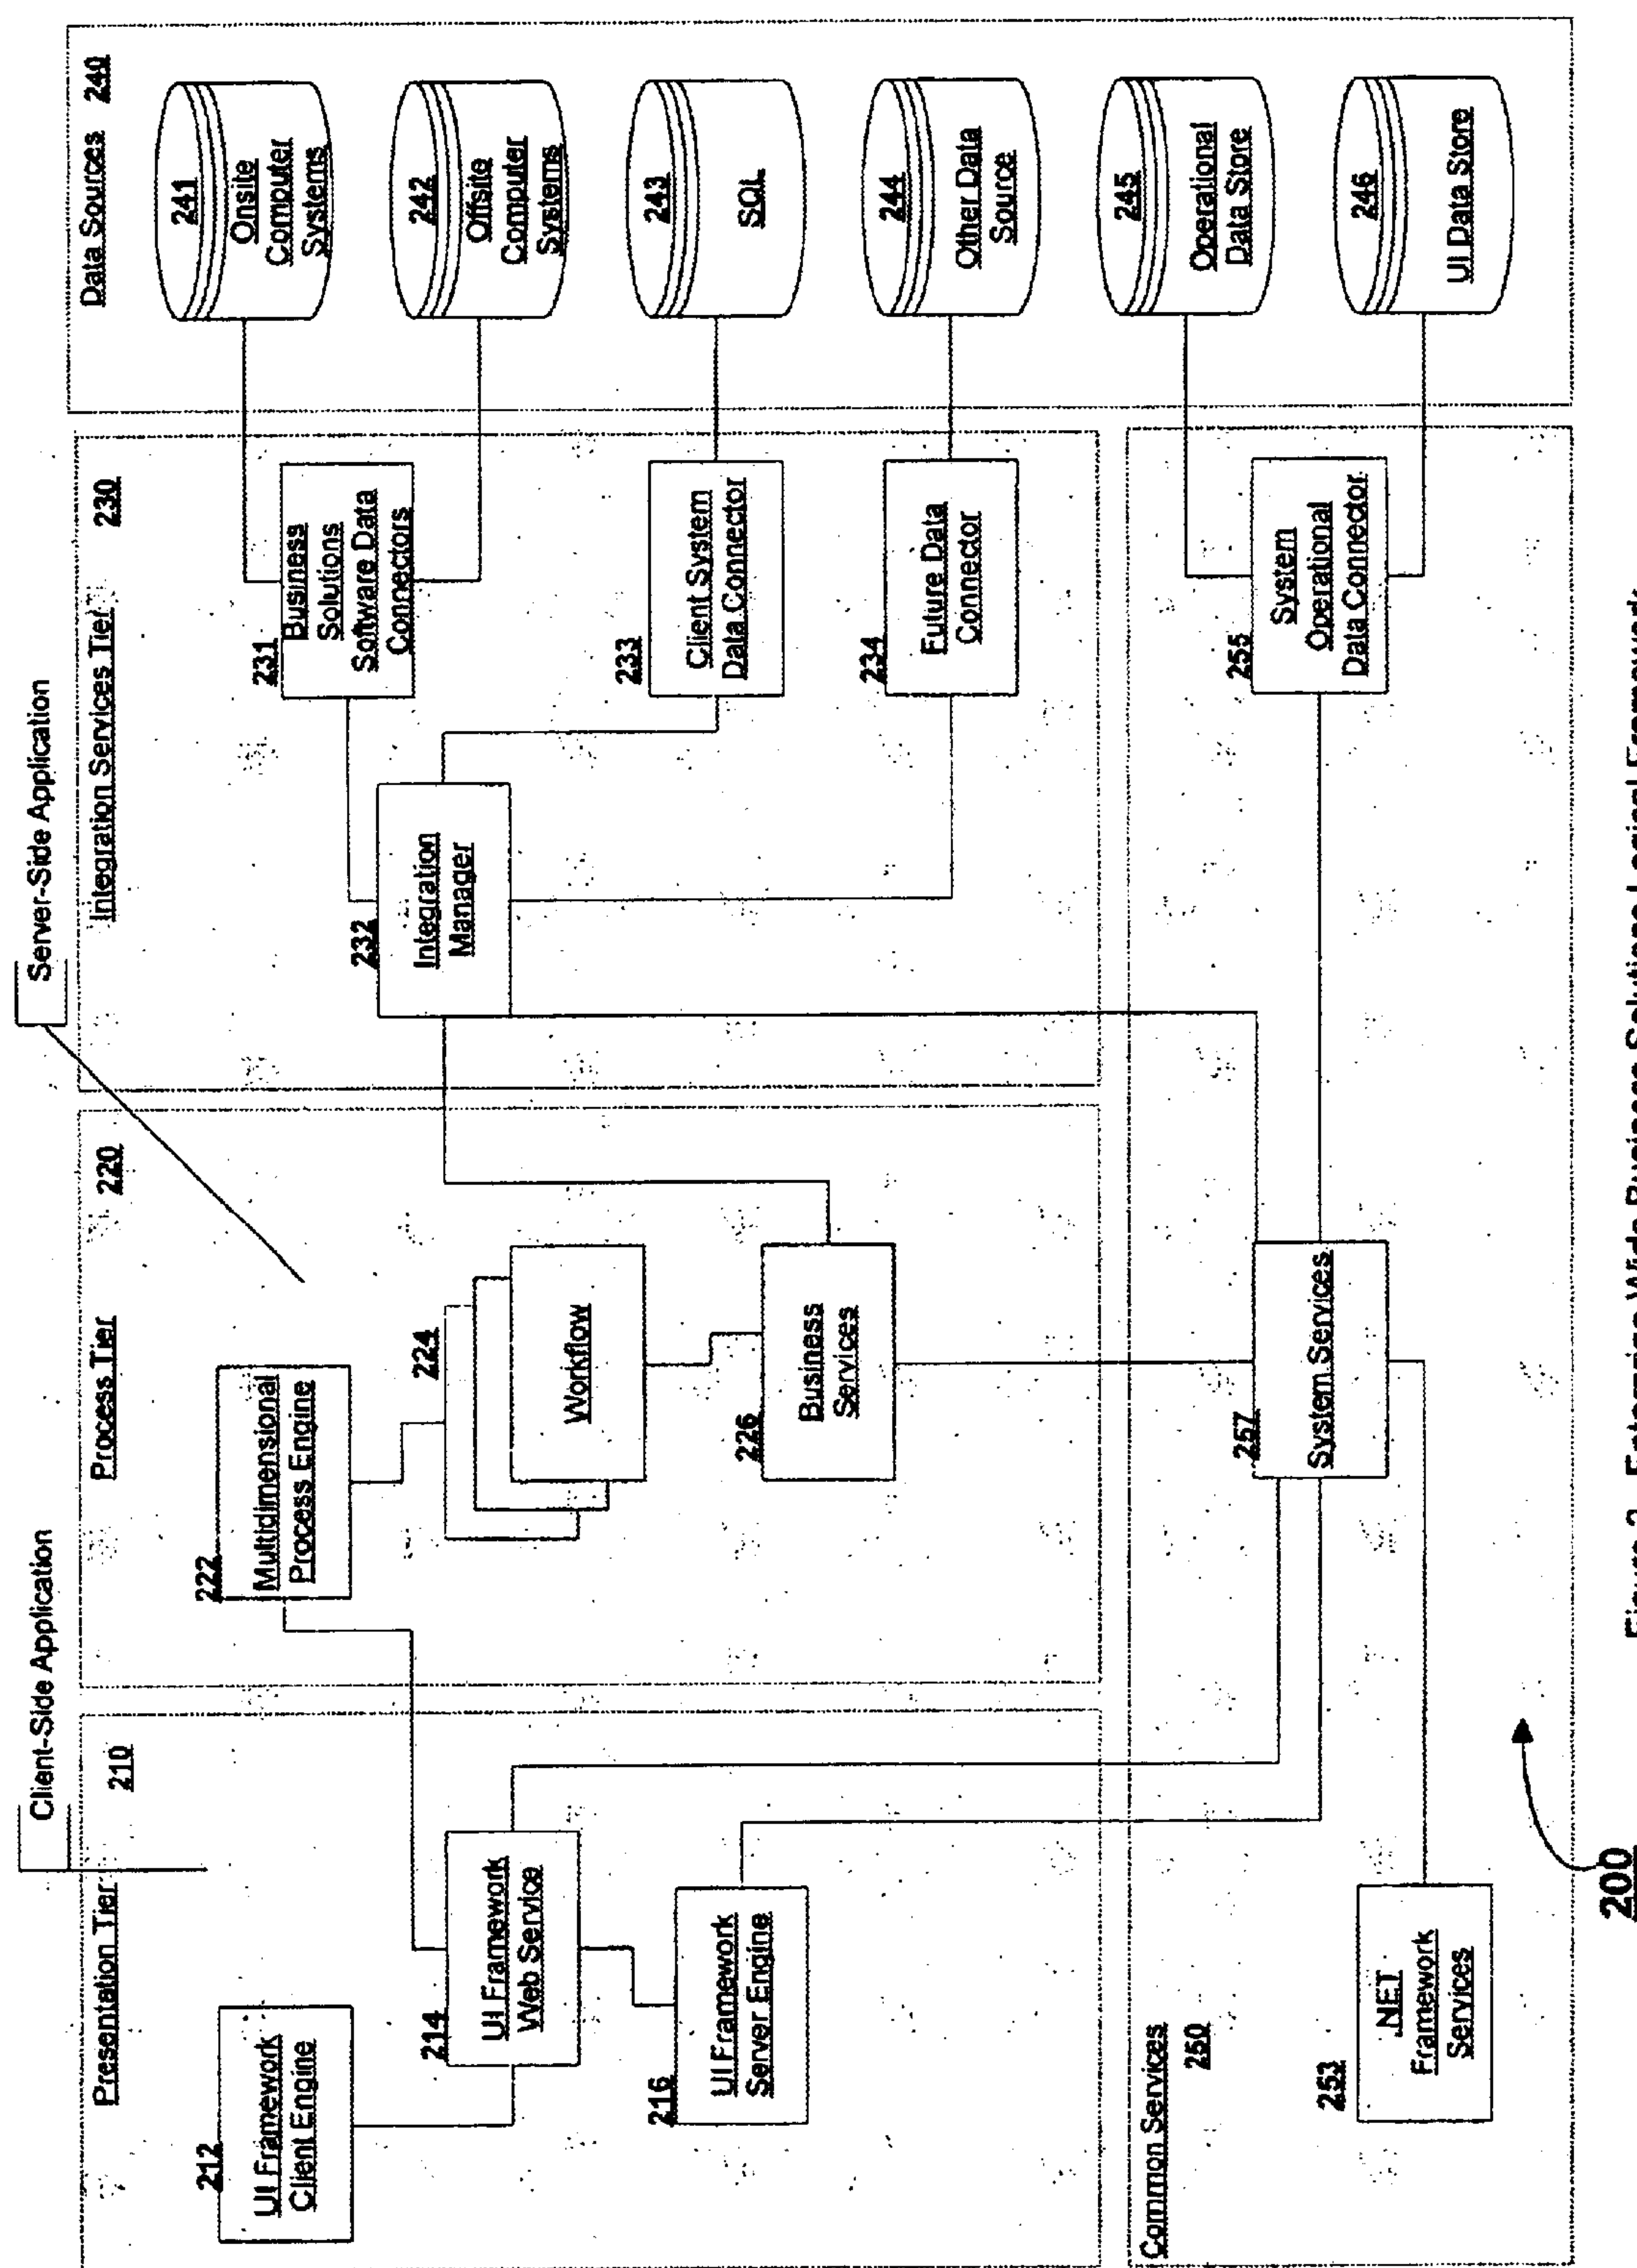 Client-Side Application
Server-Side Application
Presentation Tier
210
212
UI Framework
Client Engine
214
UI Framework
Web Service
216
UI Framework
Server Engine
Process Tier
220
222
Multidimensional
Process Engine
224
Workflow
226
Business
Services
Integration Services Tier
230
231
Business
Solutions
Software Data
Connectors
232
Integration
Manager
233
Client System
Data Connector
234
Future Data
Connector
Data Sources
240
241
Onsite
Computer
Systems
242
Offsite
Computer
Systems
243
SQL
244
Other Data
Source
245
Operational
Data Store
246
UI Data Store
Common Services
250
253
.NET
Framework
Services
257
System Services
255
System
Operational
Data Connector
200